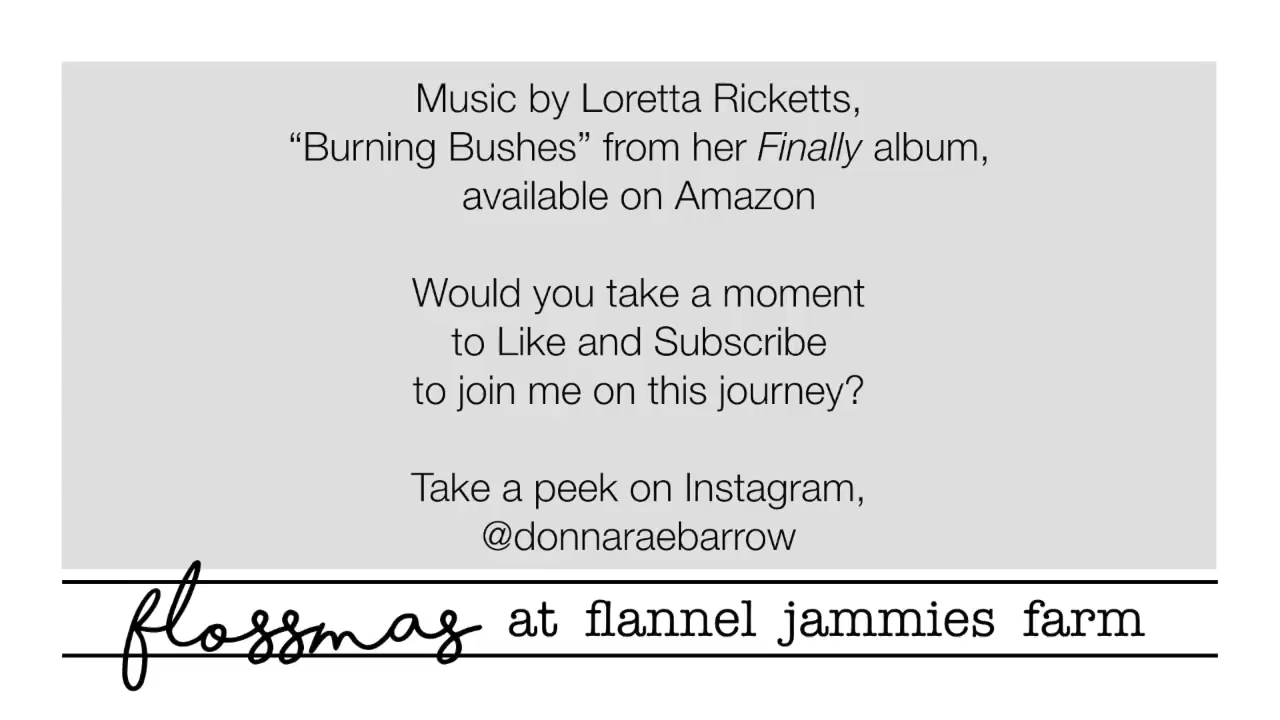 Music by Loretta Ricketts,
“Burning Bushes” from her Finally album,
available on Amazon
Would you take a moment
to Like and Subscribe
to join me on this journey?
Take a peek on Instagram,
@donnaraebarrow
flossmas at flannel jammies farm